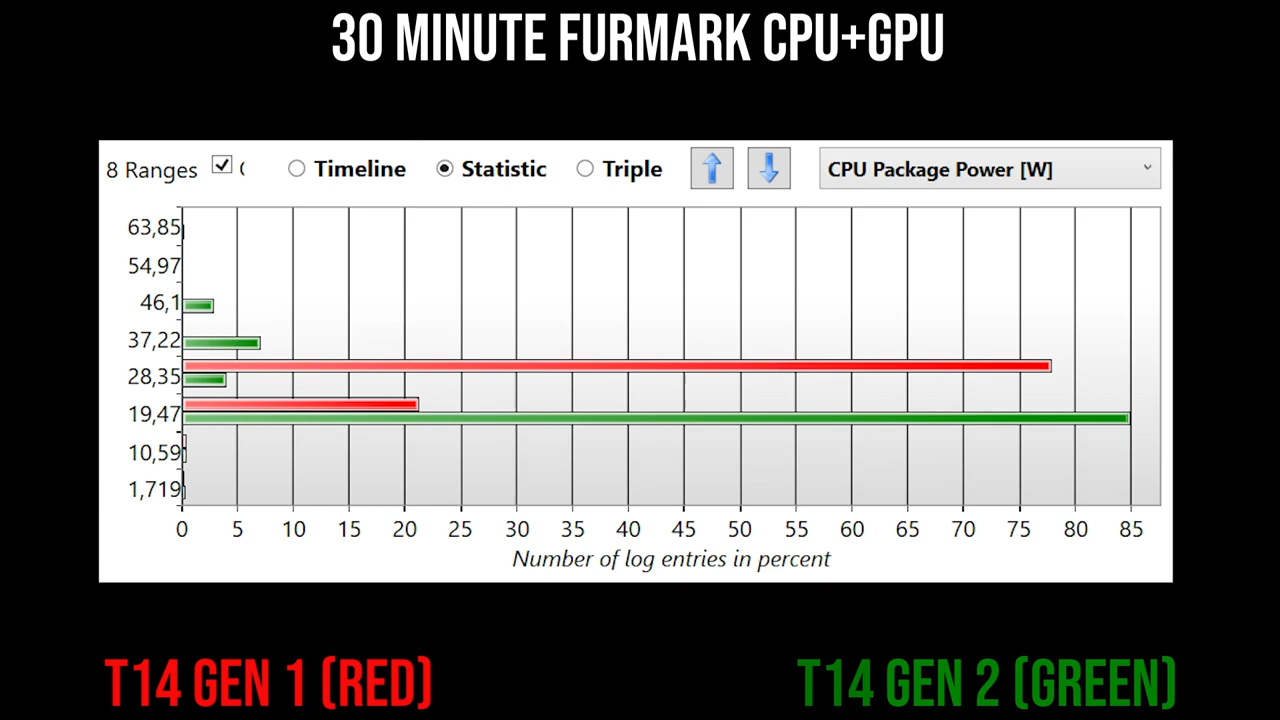 30 MINUTE FURMARK CPU+GPU
8 Ranges Timeline Statistic Triple CPU Package Power [W]
63,85
54,97
46,1
37,22
28,35
19,47
10,59
1,719
0 5 10 15 20 25 30 35 40 45 50 55 60 65 70 75 80 85
Number of log entries in percent
T14 GEN 1 (RED) T14 GEN 2 (GREEN)